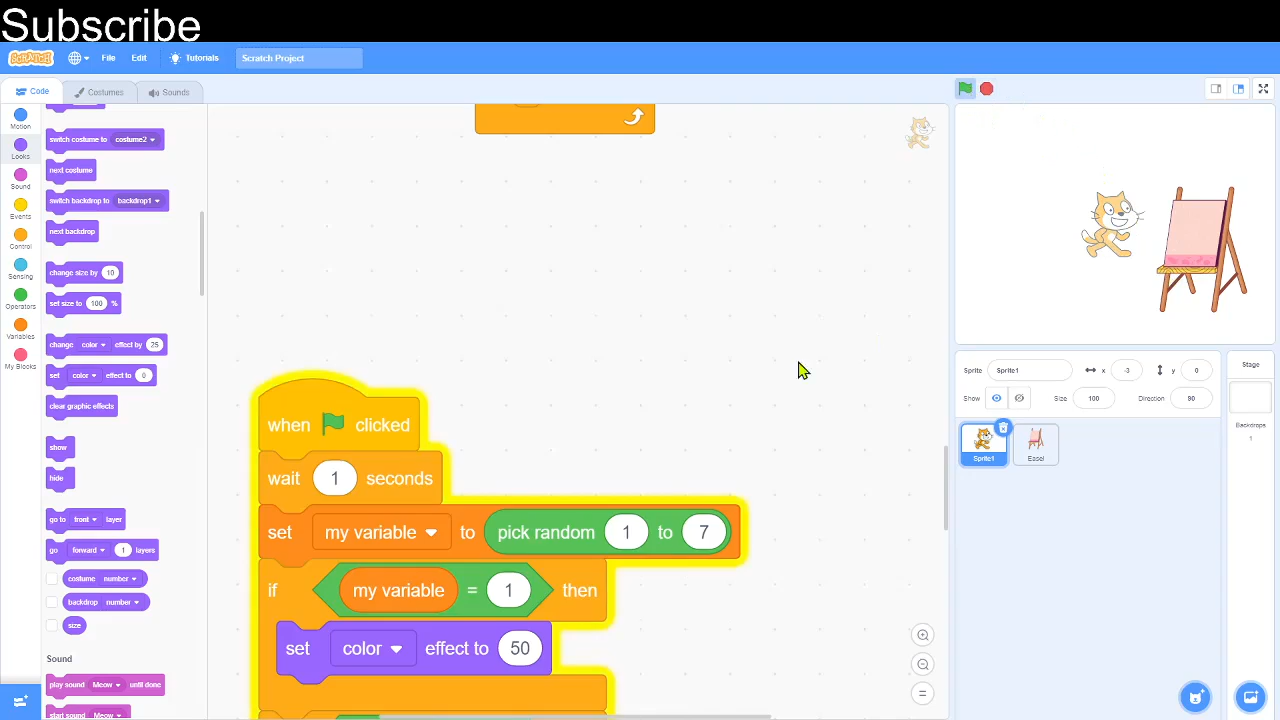 Subscribe
SCRATCH File Edit Tutorials Scratch Project
Code Costumes Sounds
Motion
Looks
Sound
Events
Control
Sensing
Operators
Variables
My Blocks
switch costume to costume2
next costume
switch backdrop to backdrop1
next backdrop
change size by 10
set size to 100 %
change color effect by 25
set color effect to 0
clear graphic effects
show
hide
go to front layer
go forward 1 layers
costume number
backdrop number
size
Sound
play sound Meow until done
start sound Meow
when clicked
wait 1 seconds
set my variable to pick random 1 to 7
if my variable = 1 then
set color effect to 50
Sprite Sprite1 x -3 y 0
Show Size 100 Direction 90
Sprite1
Easel
Stage
Backdrops
1